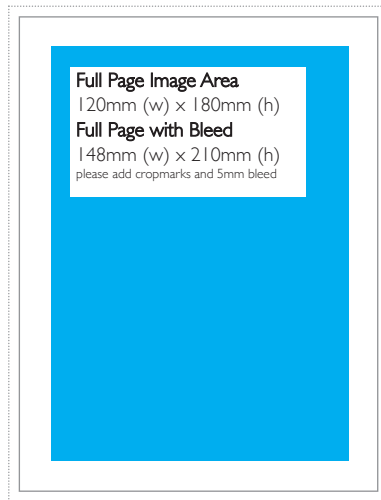 Full Page Image Area
120mm (w) x 180mm (h)
Full Page with Bleed
148mm (w) x 210mm (h)
please add cropmarks and 5mm bleed